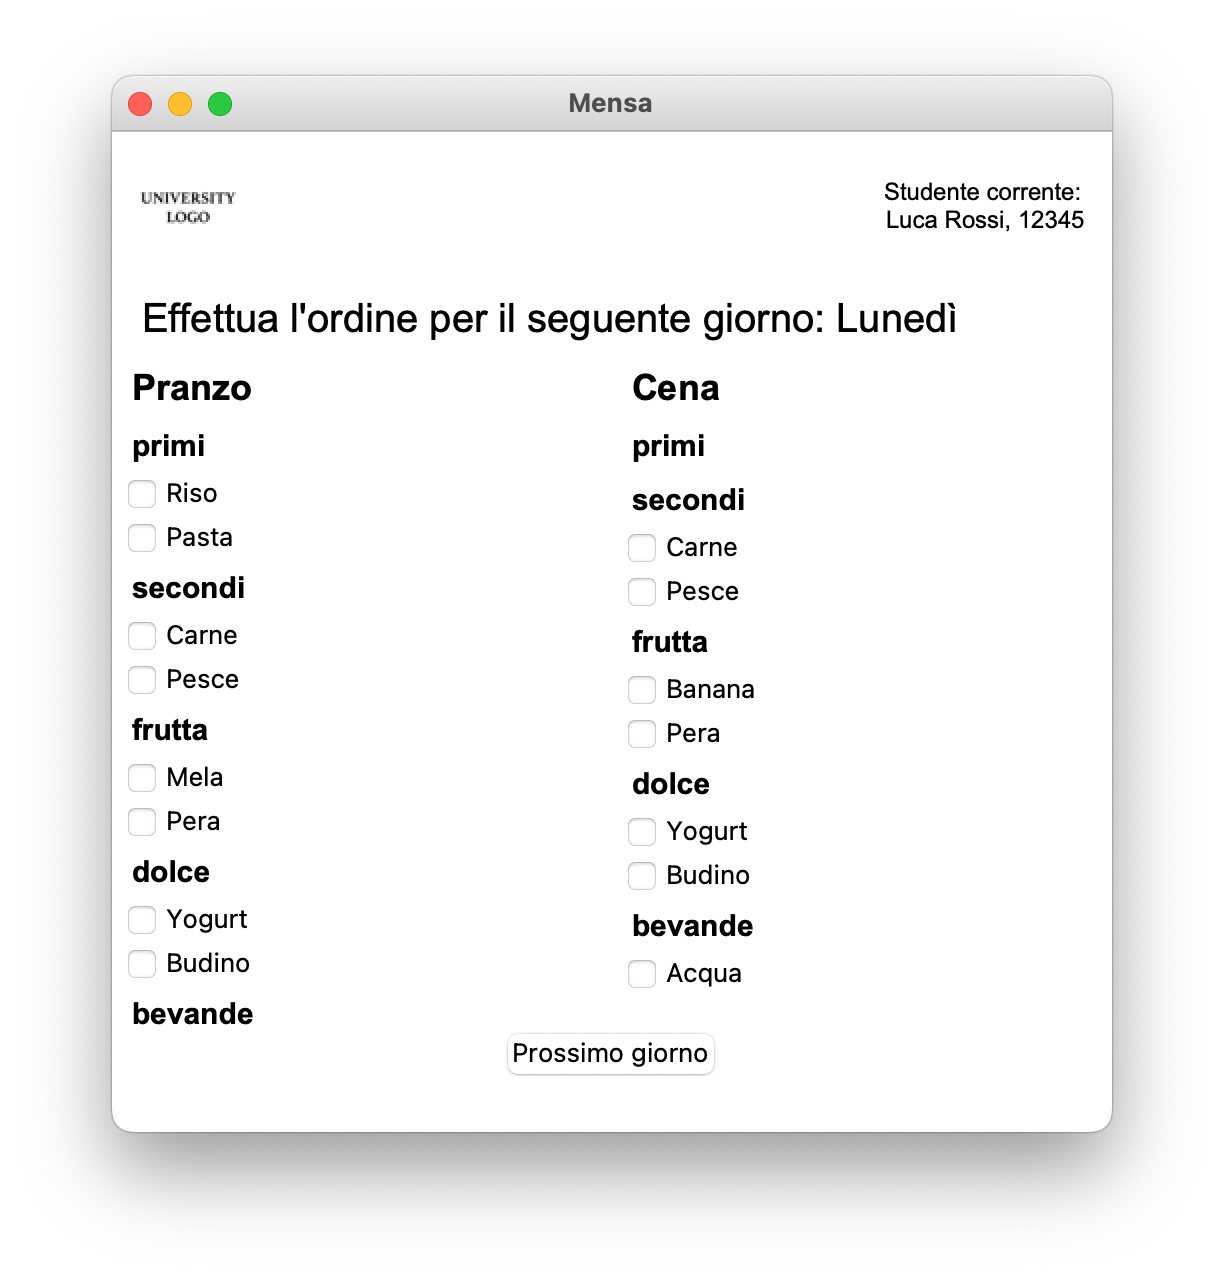 Mensa
UNIVERSITY
LOGO
Studente corrente:
Luca Rossi, 12345
Effettua l'ordine per il seguente giorno: Lunedì
Pranzo
primi
Riso
Pasta
secondi
Carne
Pesce
frutta
Mela
Pera
dolce
Yogurt
Budino
bevande
Cena
primi
secondi
Carne
Pesce
frutta
Banana
Pera
dolce
Yogurt
Budino
bevande
Acqua
Prossimo giorno